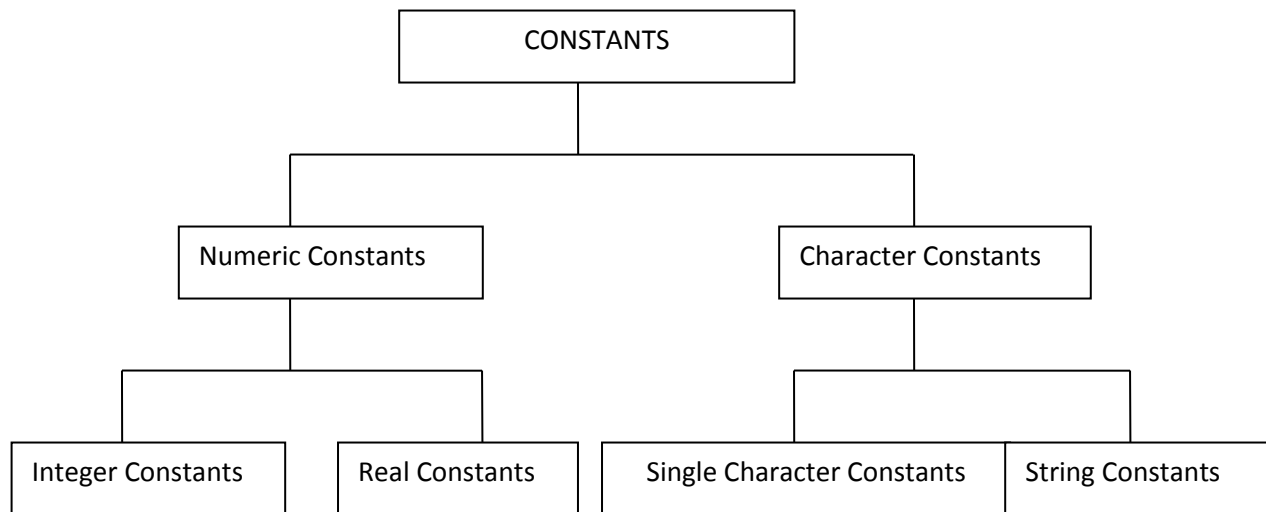 CONSTANTS
Numeric Constants
Character Constants
Integer Constants
Real Constants
Single Character Constants
String Constants